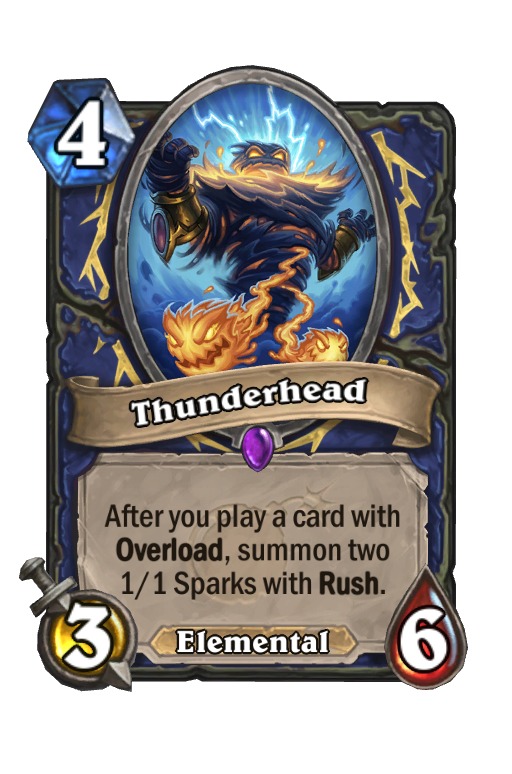 4
Thunderhead
After you play a card with
Overload, summon two
1/1 Sparks with Rush.
3
Elemental
6